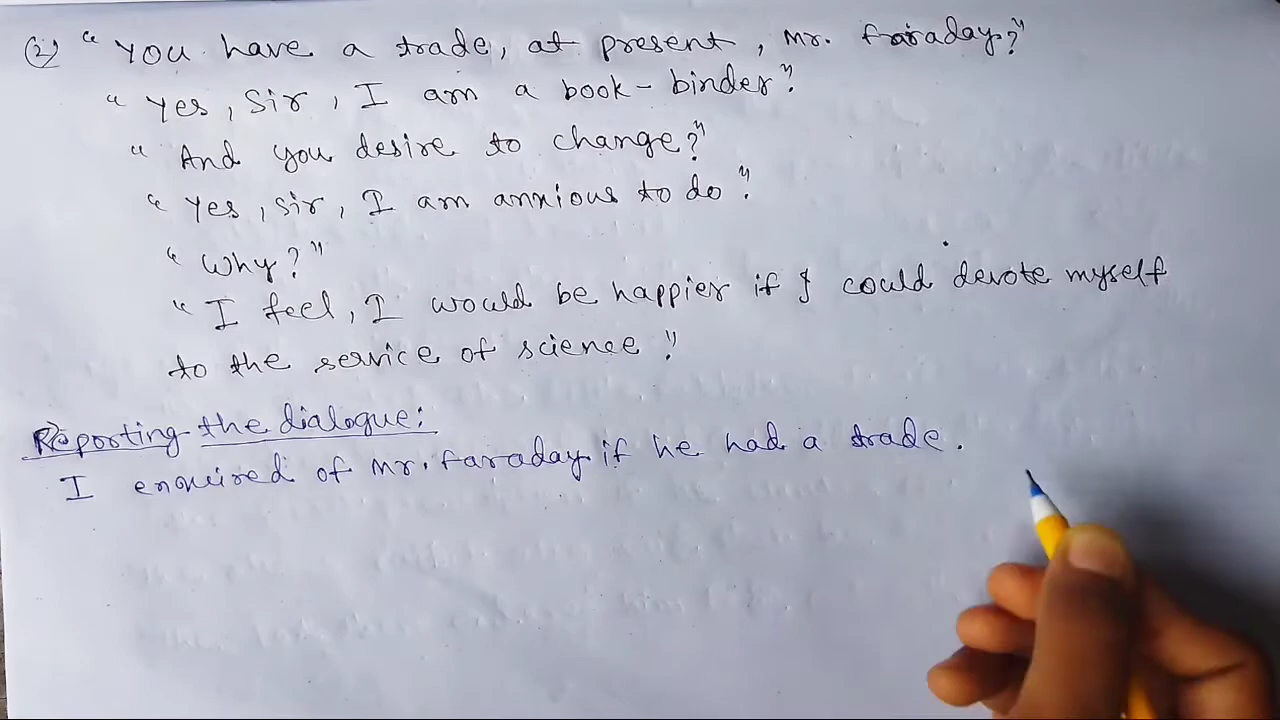 (2) "You have a trade, at present, Mr. Faraday?"
"Yes, Sir, I am a book-binder."
"And you desire to change?"
"Yes, Sir, I am anxious to do."
"Why?"
"I feel, I would be happier if I could devote myself
to the service of science."
Reporting the dialogue:
I enquired of Mr. Faraday if he had a trade.